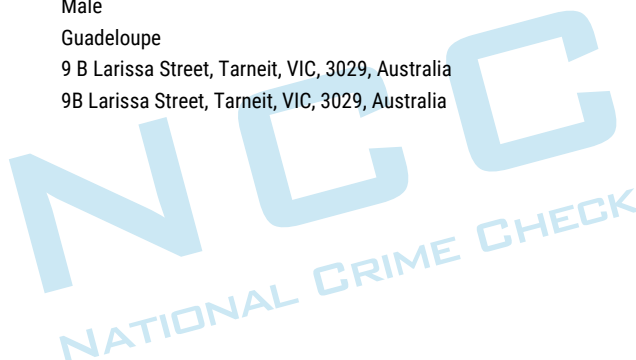 Male
Guadeloupe
9 B Larissa Street, Tarneit, VIC, 3029, Australia
9B Larissa Street, Tarneit, VIC, 3029, Australia
NCC
NATIONAL CRIME CHECK